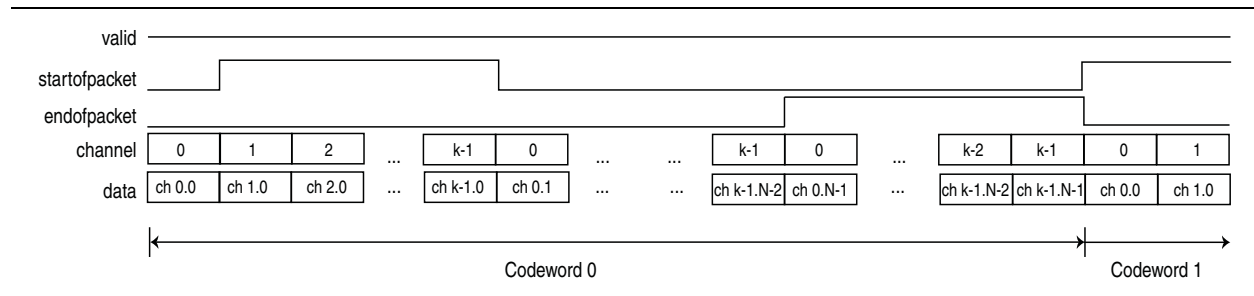 valid
startofpacket
endofpacket
channel 0 1 2 ... k-1 0 ... ... k-1 0 ... k-2 k-1 0 1
data ch 0.0 ch 1.0 ch 2.0 ... ch k-1.0 ch 0.1 ... ... ch k-1.N-2 ch 0.N-1 ... ch k-1.N-2 ch k-1.N-1 ch 0.0 ch 1.0
Codeword 0 Codeword 1